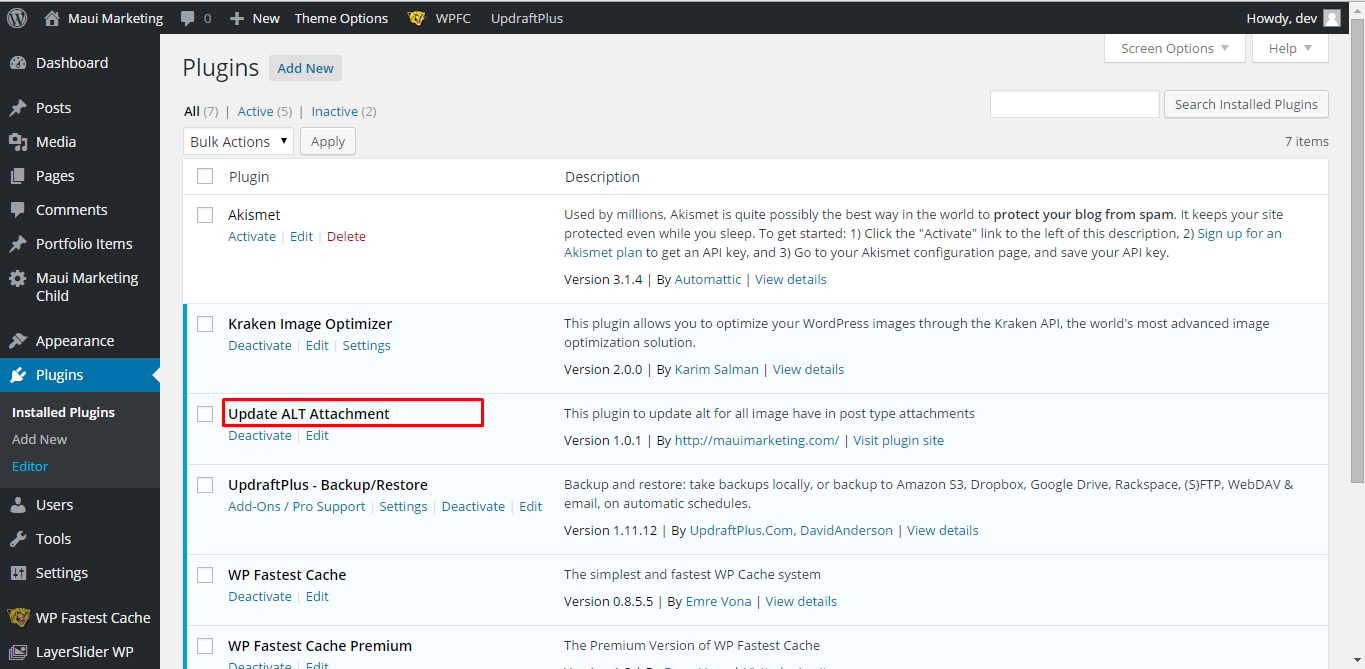 Maui Marketing 0 New Theme Options WPFC UpdraftPlus Howdy, dev
Screen Options ▼ Help ▼
Dashboard
Posts
Media
Pages
Comments
Portfolio Items
Maui Marketing
Child
Appearance
Plugins
Installed Plugins
Add New
Editor
Users
Tools
Settings
WP Fastest Cache
LayerSlider WP
Plugins Add New
All (7) | Active (5) | Inactive (2)
Search Installed Plugins
Bulk Actions ▼ Apply
7 items
Plugin Description
Akismet
Activate | Edit | Delete
Used by millions, Akismet is quite possibly the best way in the world to protect your blog from spam. It keeps your site
protected even while you sleep. To get started: 1) Click the "Activate" link to the left of this description, 2) Sign up for an
Akismet plan to get an API key, and 3) Go to your Akismet configuration page, and save your API key.
Version 3.1.4 | By Automattic | View details
Kraken Image Optimizer
Deactivate | Edit | Settings
This plugin allows you to optimize your WordPress images through the Kraken API, the world's most advanced image
optimization solution.
Version 2.0.0 | By Karim Salman | View details
Update ALT Attachment
Deactivate | Edit
This plugin to update alt for all image have in post type attachments
Version 1.0.1 | By http://mauimarketing.com/ | Visit plugin site
UpdraftPlus - Backup/Restore
Add-Ons / Pro Support | Settings | Deactivate | Edit
Backup and restore: take backups locally, or backup to Amazon S3, Dropbox, Google Drive, Rackspace, (S)FTP, WebDAV &
email, on automatic schedules.
Version 1.11.12 | By UpdraftPlus.Com, DavidAnderson | View details
WP Fastest Cache
Deactivate | Edit
The simplest and fastest WP Cache system
Version 0.8.5.5 | By Emre Vona | View details
WP Fastest Cache Premium
Deactivate | Edit
The Premium Version of WP Fastest Cache